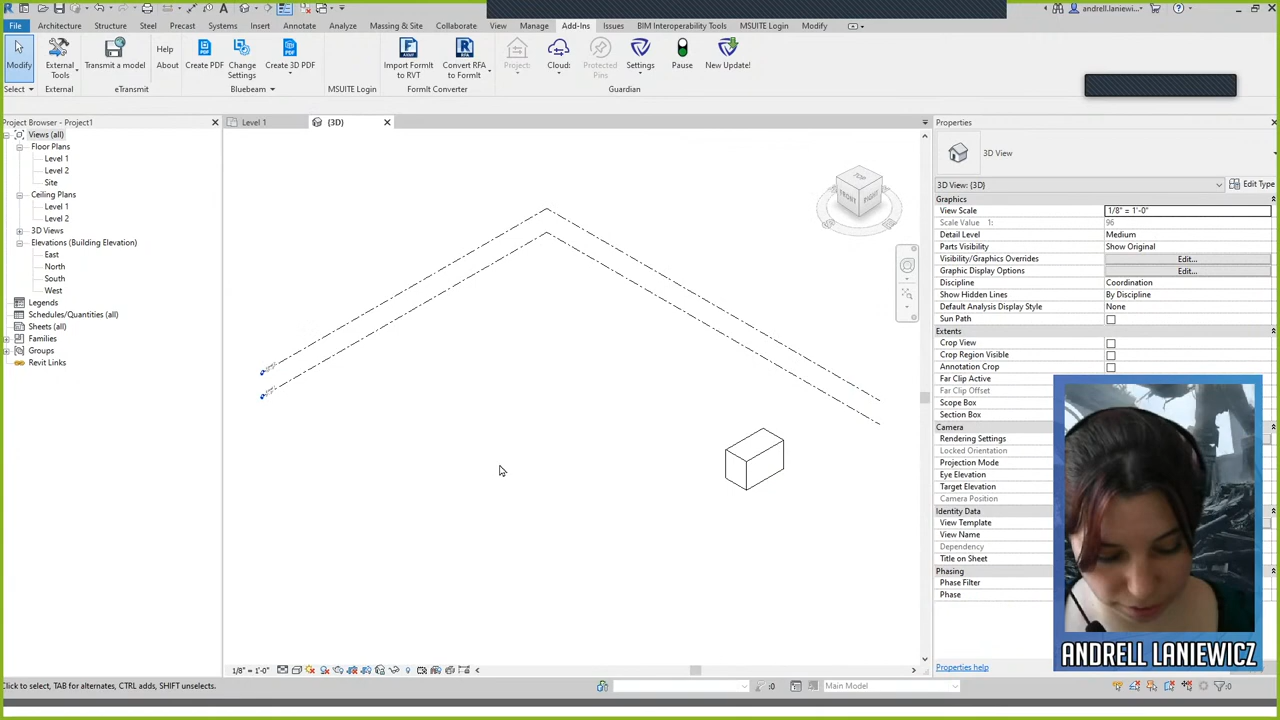 andrell.laniewic...
File Architecture Structure Steel Precast Systems Insert Annotate Analyze Massing & Site Collaborate View Manage Add-Ins Issues BIM Interoperability Tools MSUITE Login Modify
Modify External Tools Transmit a model Help About Create PDF Change Settings Create 3D PDF Import FormIt to RVT Convert RFA to FormIt Project: Cloud: Protected Pins Settings Pause New Update!
Select External eTransmit Bluebeam MSUITE Login FormIt Converter Guardian
Project Browser - Project1
Level 1
(3D)
Properties
Views (all)
Floor Plans
Level 1
Level 2
Site
Ceiling Plans
Level 1
Level 2
3D Views
Elevations (Building Elevation)
East
North
South
West
Legends
Schedules/Quantities (all)
Sheets (all)
Families
Groups
Revit Links
TOP
FRONT
RIGHT
3D View
3D View: {3D} Edit Type
Graphics
View Scale 1/8" = 1'-0"
Scale Value 1: 96
Detail Level Medium
Parts Visibility Show Original
Visibility/Graphics Overrides Edit...
Graphic Display Options Edit...
Discipline Coordination
Show Hidden Lines By Discipline
Default Analysis Display Style None
Sun Path
Extents
Crop View
Crop Region Visible
Annotation Crop
Far Clip Active
Far Clip Offset
Scope Box
Section Box
Camera
Rendering Settings
Locked Orientation
Projection Mode
Eye Elevation
Target Elevation
Camera Position
Identity Data
View Template
View Name
Dependency
Title on Sheet
Phasing
Phase Filter
Phase
ANDRELL LANIEWICZ
Properties help
1/8" = 1'-0"
Click to select, TAB for alternates, CTRL adds, SHIFT unselects.
:0
Main Model
:0